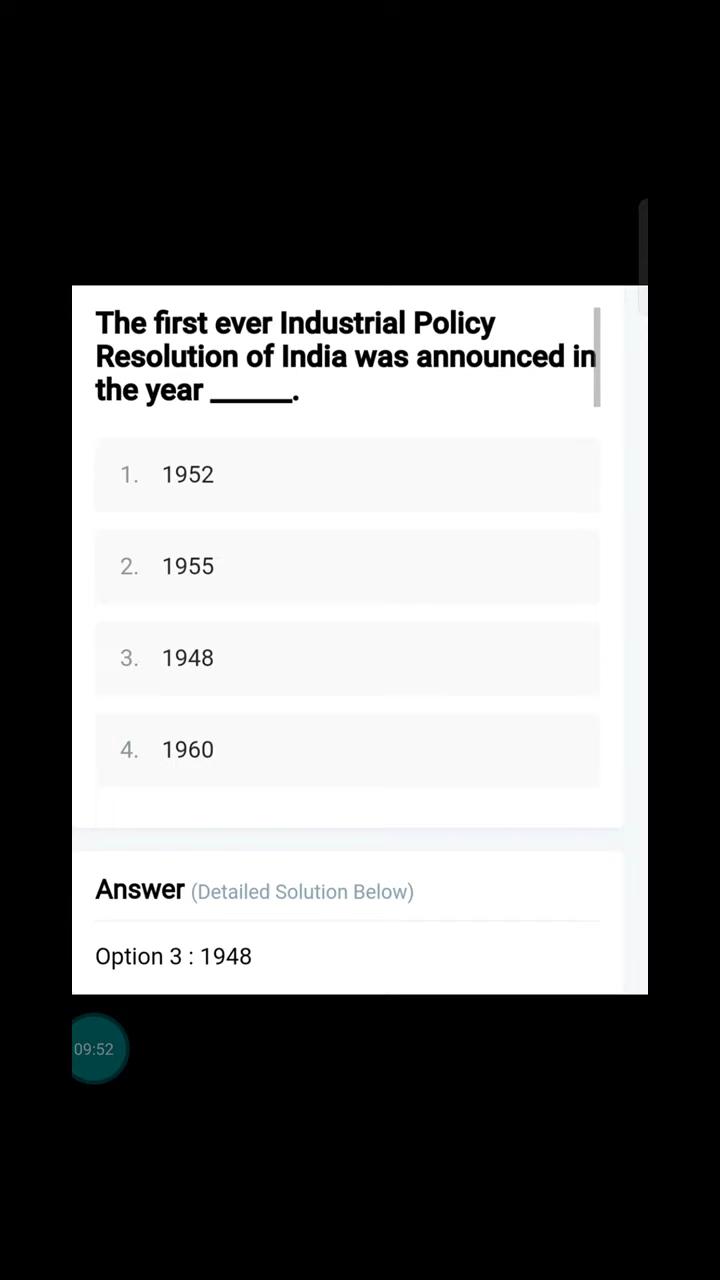 The first ever Industrial Policy
Resolution of India was announced in
the year ______.
1. 1952
2. 1955
3. 1948
4. 1960
Answer (Detailed Solution Below)
Option 3 : 1948
09:52